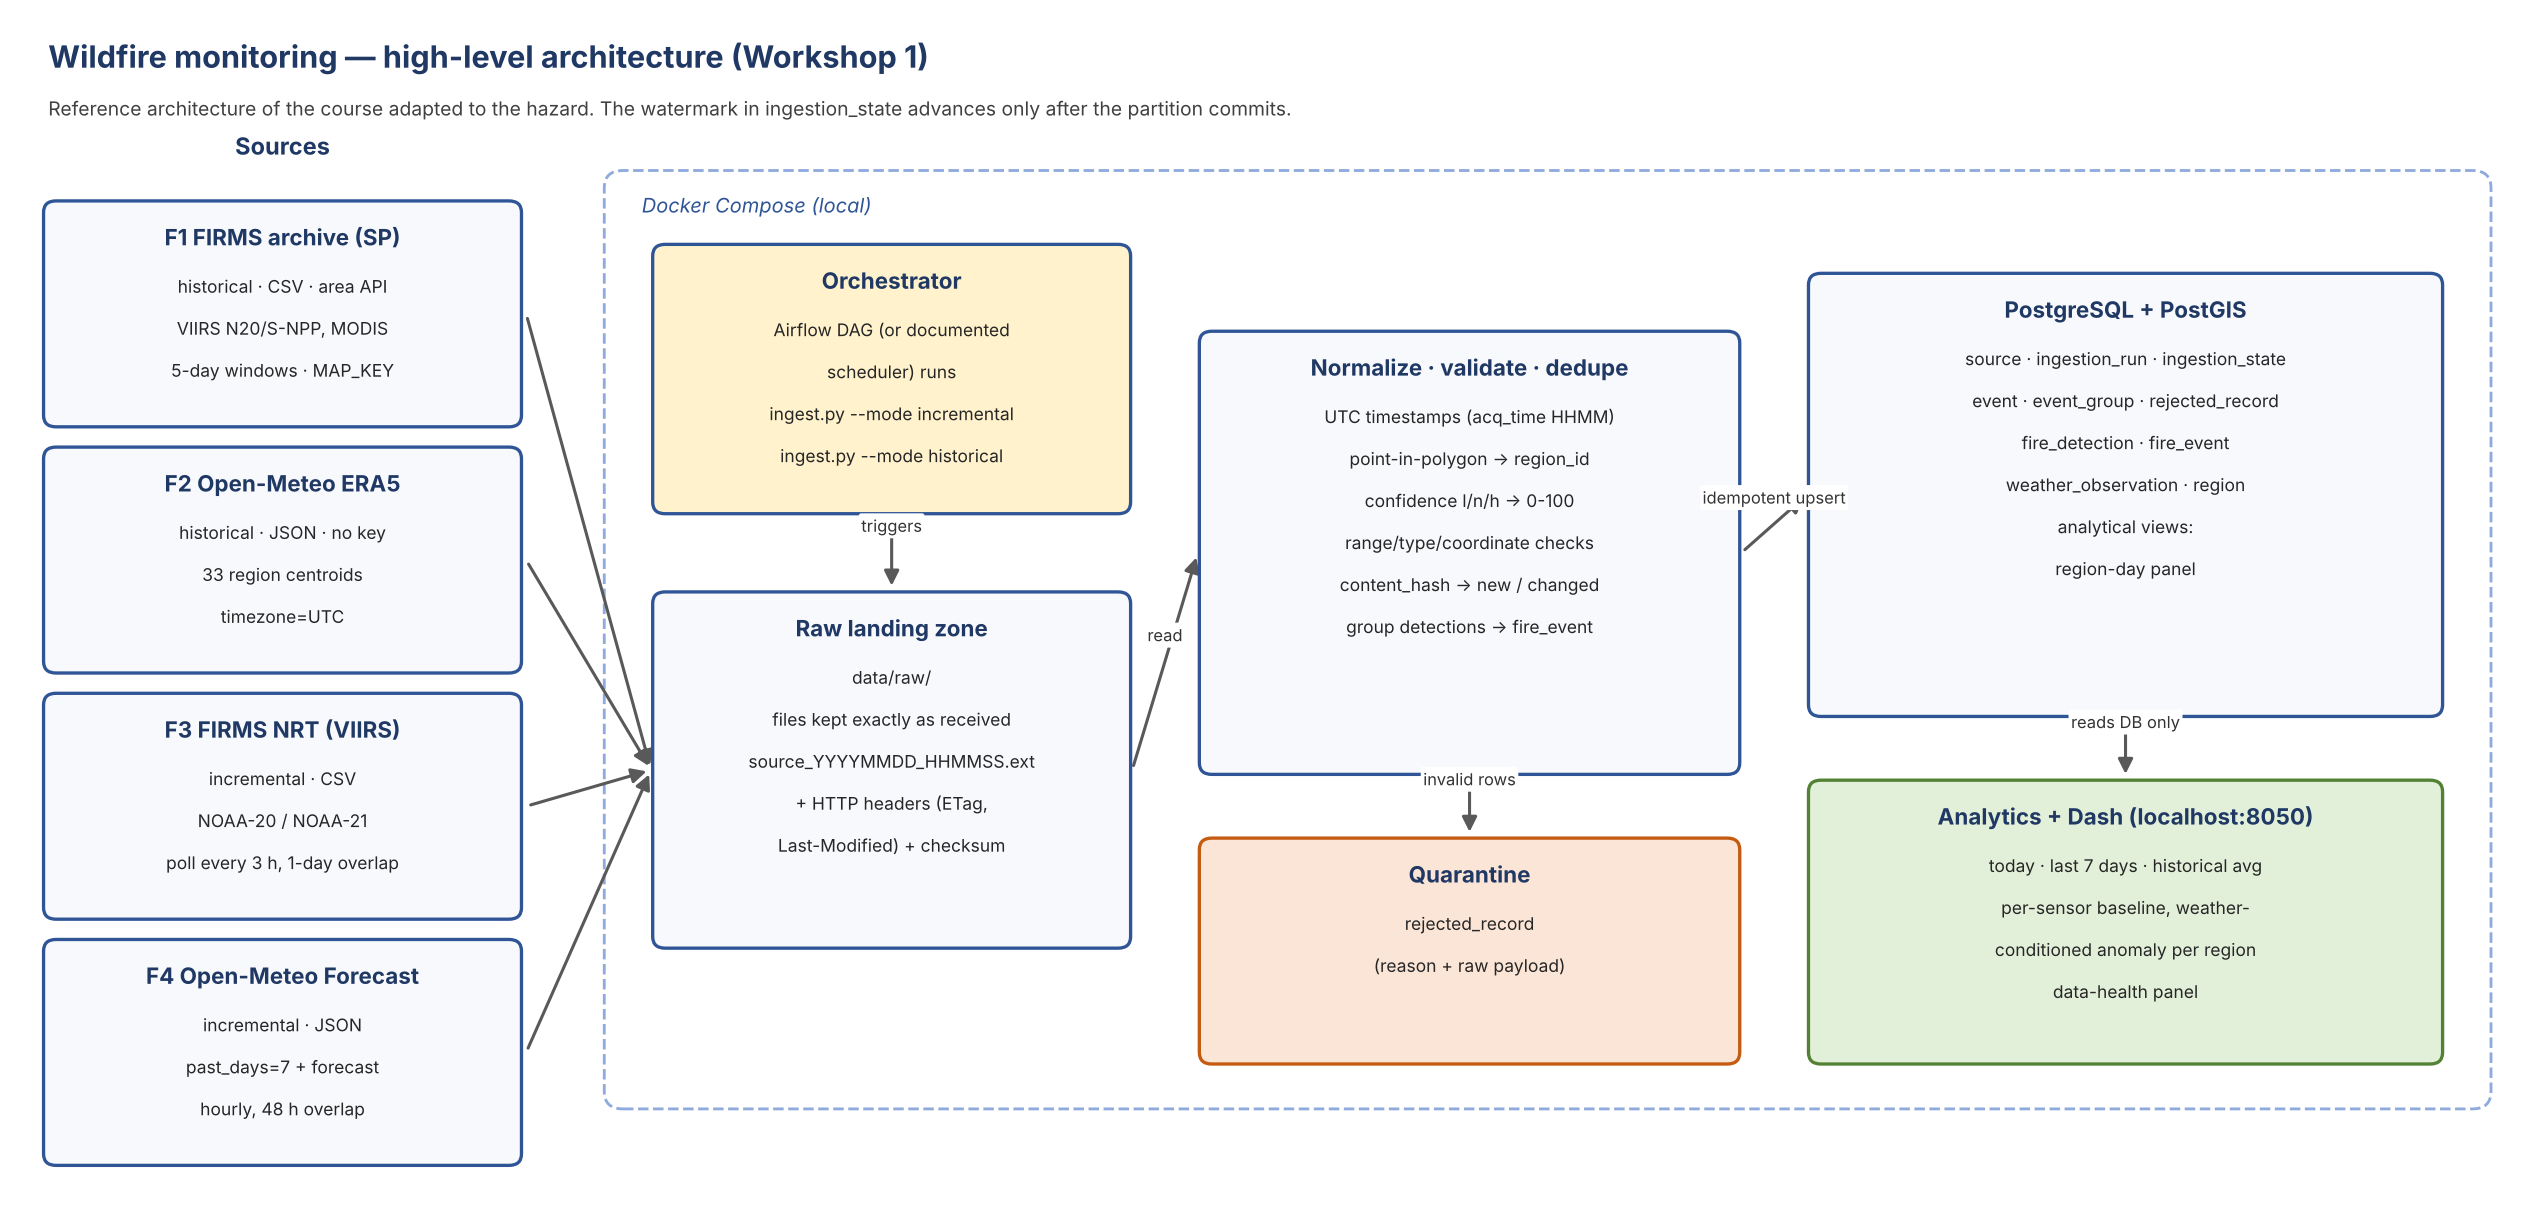 Wildfire monitoring — high-level architecture (Workshop 1)
Reference architecture of the course adapted to the hazard. The watermark in ingestion_state advances only after the partition commits.
Sources
F1 FIRMS archive (SP)
historical · CSV · area API
VIIRS N20/S-NPP, MODIS
5-day windows · MAP_KEY
F2 Open-Meteo ERA5
historical · JSON · no key
33 region centroids
timezone=UTC
F3 FIRMS NRT (VIIRS)
incremental · CSV
NOAA-20 / NOAA-21
poll every 3 h, 1-day overlap
F4 Open-Meteo Forecast
incremental · JSON
past_days=7 + forecast
hourly, 48 h overlap
Docker Compose (local)
Orchestrator
Airflow DAG (or documented
scheduler) runs
ingest.py --mode incremental
ingest.py --mode historical
triggers
Raw landing zone
data/raw/
files kept exactly as received
source_YYYYMMDD_HHMMSS.ext
+ HTTP headers (ETag,
Last-Modified) + checksum
read
Normalize · validate · dedupe
UTC timestamps (acq_time HHMM)
point-in-polygon → region_id
confidence l/n/h → 0-100
range/type/coordinate checks
content_hash → new / changed
group detections → fire_event
invalid rows
Quarantine
rejected_record
(reason + raw payload)
idempotent upsert
PostgreSQL + PostGIS
source · ingestion_run · ingestion_state
event · event_group · rejected_record
fire_detection · fire_event
weather_observation · region
analytical views:
region-day panel
reads DB only
Analytics + Dash (localhost:8050)
today · last 7 days · historical avg
per-sensor baseline, weather-
conditioned anomaly per region
data-health panel